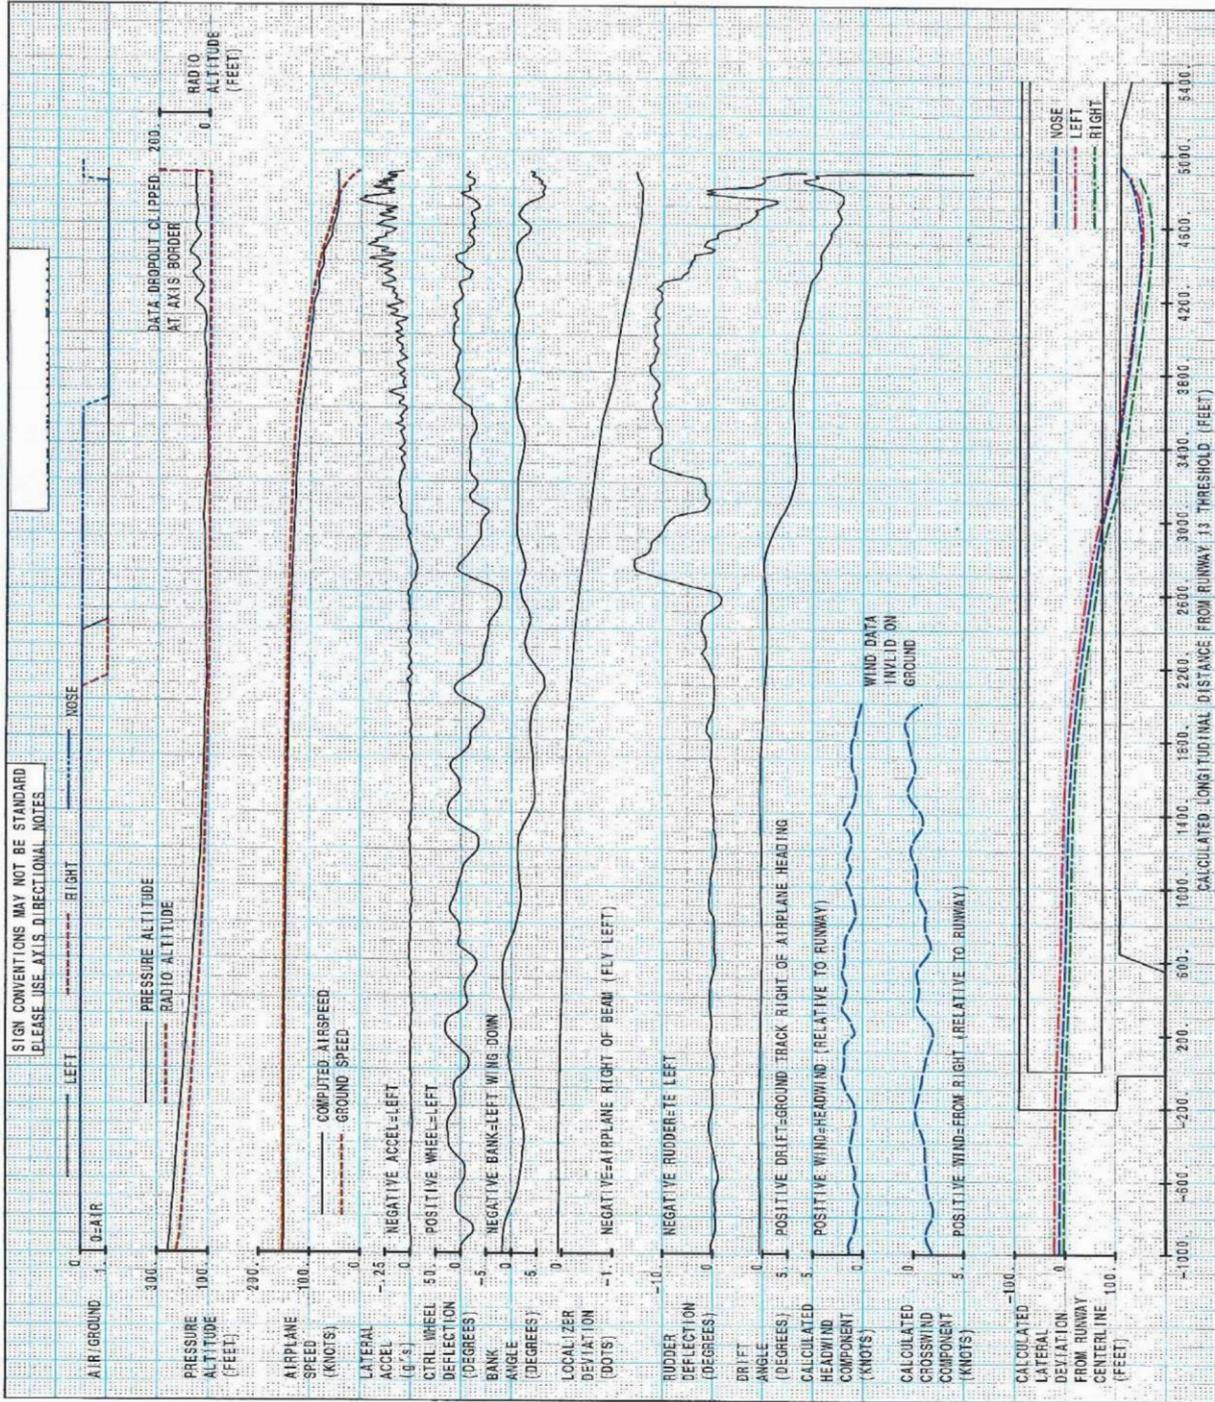 SIGN CONVENTIONS MAY NOT BE STANDARD
PLEASE USE AXIS DIRECTIONAL NOTES
LEFT
RIGHT
NOSE
AIR/GROUND
0
1.
0=AIR
PRESSURE ALTITUDE
RADIO ALTITUDE
PRESSURE
ALTITUDE
(FEET)
300.
100.
DATA DROPOUT CLIPPED
AT AXIS BORDER
200.
0
RADIO
ALTITUDE
(FEET)
AIRPLANE
SPEED
(KNOTS)
200.
100.
0
COMPUTED AIRSPEED
GROUND SPEED
LATERAL
ACCEL
(g's)
-.25
0
NEGATIVE ACCEL=LEFT
CTRL WHEEL
DEFLECTION
(DEGREES)
50.
0
POSITIVE WHEEL=LEFT
BANK
ANGLE
(DEGREES)
-5.
0
5.
NEGATIVE BANK=LEFT WING DOWN
LOCALIZER
DEVIATION
(DOTS)
0
-1.
NEGATIVE=AIRPLANE RIGHT OF BEAM (FLY LEFT)
RUDDER
DEFLECTION
(DEGREES)
-10.
0
NEGATIVE RUDDER=TE LEFT
DRIFT
ANGLE
(DEGREES)
0
5.
POSITIVE DRIFT=GROUND TRACK RIGHT OF AIRPLANE HEADING
CALCULATED
HEADWIND
COMPONENT
(KNOTS)
5.
0
POSITIVE WIND=HEADWIND (RELATIVE TO RUNWAY)
WIND DATA
INVLID ON
GROUND
CALCULATED
CROSSWIND
COMPONENT
(KNOTS)
0
5.
POSITIVE WIND=FROM RIGHT (RELATIVE TO RUNWAY)
CALCULATED
LATERAL
DEVIATION
FROM RUNWAY
CENTERLINE
(FEET)
-100.
0
100.
NOSE
LEFT
RIGHT
-1000. -600. -200. 200. 600. 1000. 1400. 1800. 2200. 2600. 3000. 3400. 3800. 4200. 4600. 5000. 5400.
CALCULATED LONGITUDINAL DISTANCE FROM RUNWAY 13 THRESHOLD (FEET)